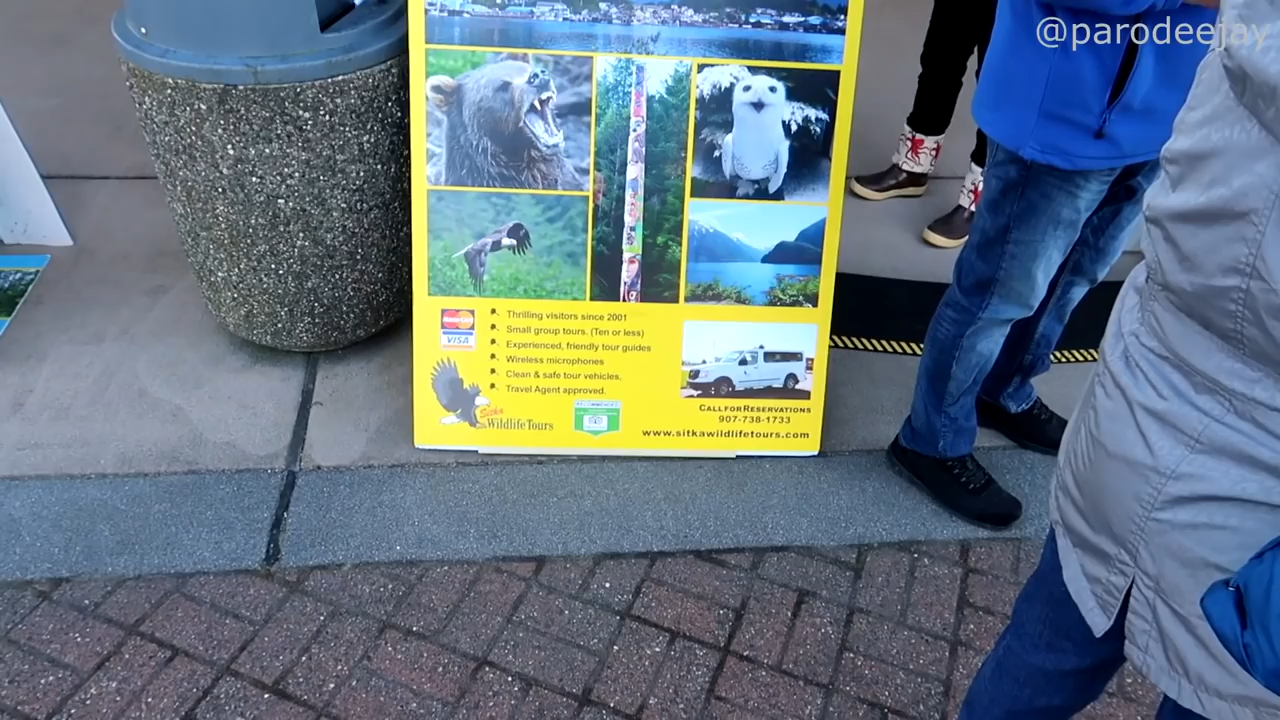 @parodeejay
Thrilling visitors since 2001
Small group tours. (Ten or less)
Experienced, friendly tour guides
Wireless microphones
Clean & safe tour vehicles.
Travel Agent approved.
MasterCard
VISA
Sitka
Wildlife Tours
RECOMMENDED
CALL FOR RESERVATIONS
907-738-1733
www.sitkawildlifetours.com